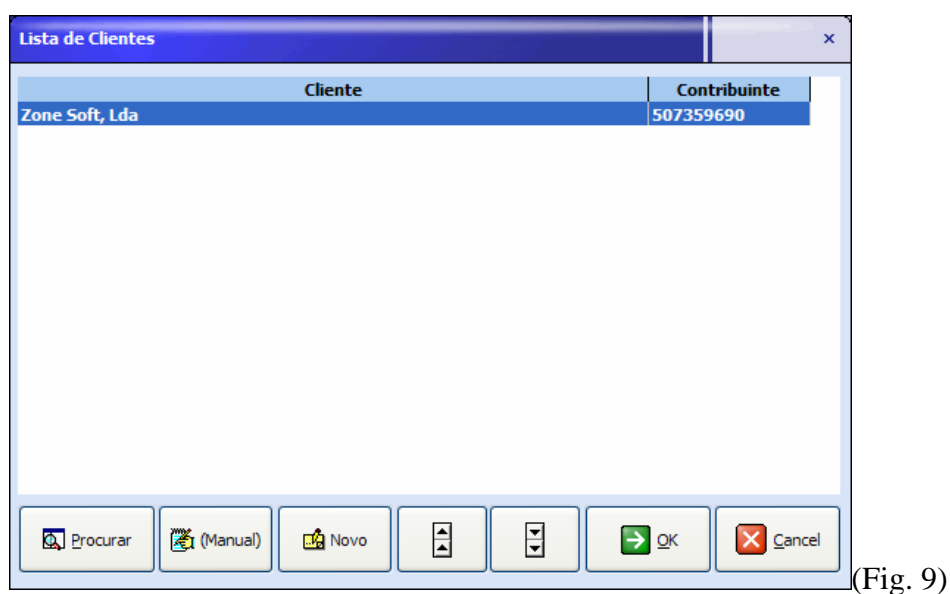 Lista de Clientes
Cliente Contribuinte
Zone Soft, Lda 507359690
Procurar (Manual) Novo OK Cancel
(Fig. 9)